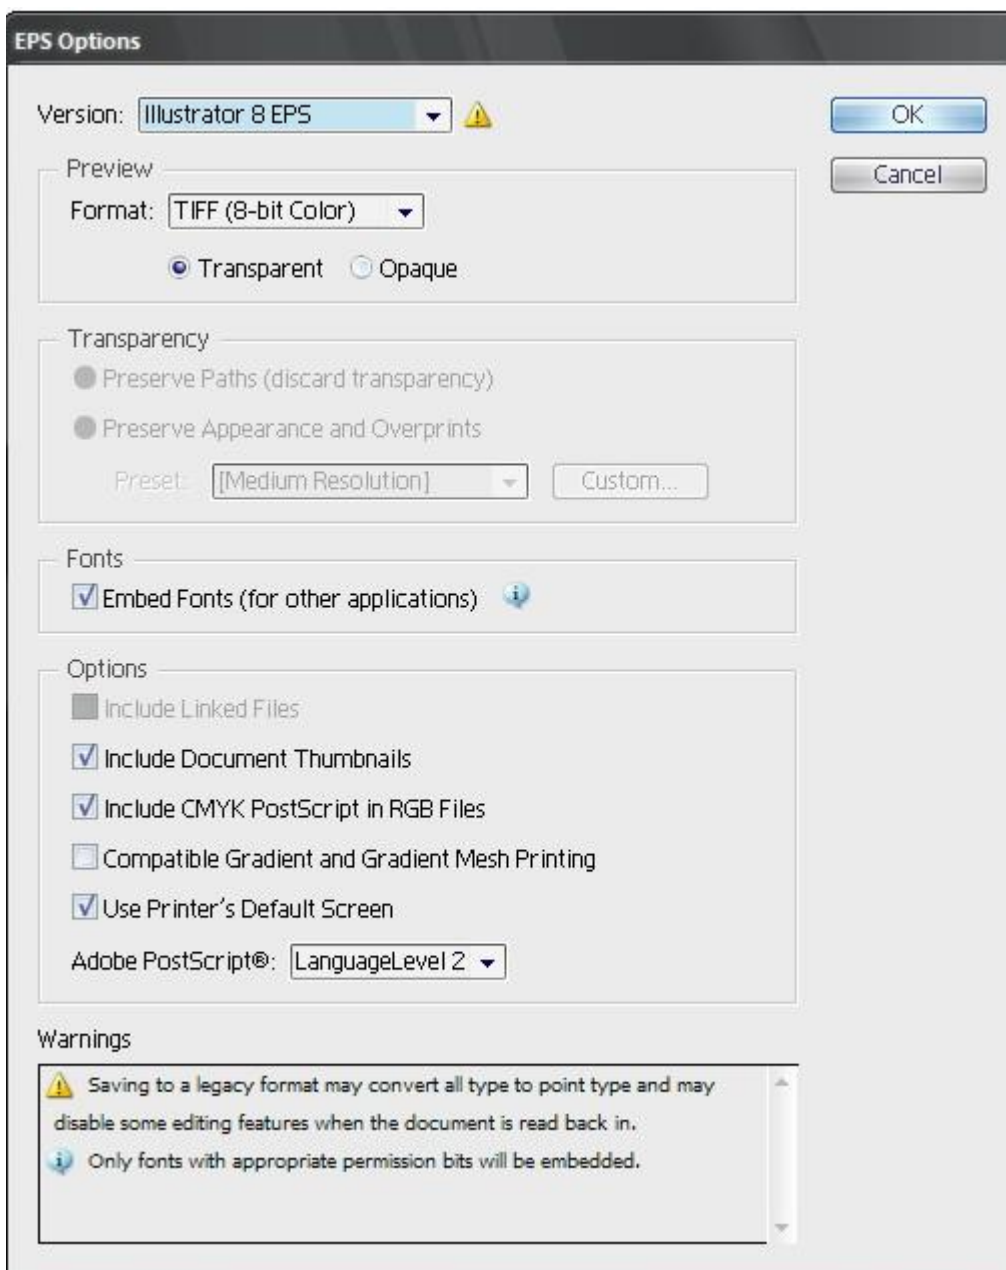 EPS Options
Version: Illustrator 8 EPS
OK
Cancel
Preview
Format: TIFF (8-bit Color)
Transparent Opaque
Transparency
Preserve Paths (discard transparency)
Preserve Appearance and Overprints
Preset: [Medium Resolution] Custom...
Fonts
Embed Fonts (for other applications)
Options
Include Linked Files
Include Document Thumbnails
Include CMYK PostScript in RGB Files
Compatible Gradient and Gradient Mesh Printing
Use Printer's Default Screen
Adobe PostScript®: LanguageLevel 2
Warnings
Saving to a legacy format may convert all type to point type and may
disable some editing features when the document is read back in.
Only fonts with appropriate permission bits will be embedded.